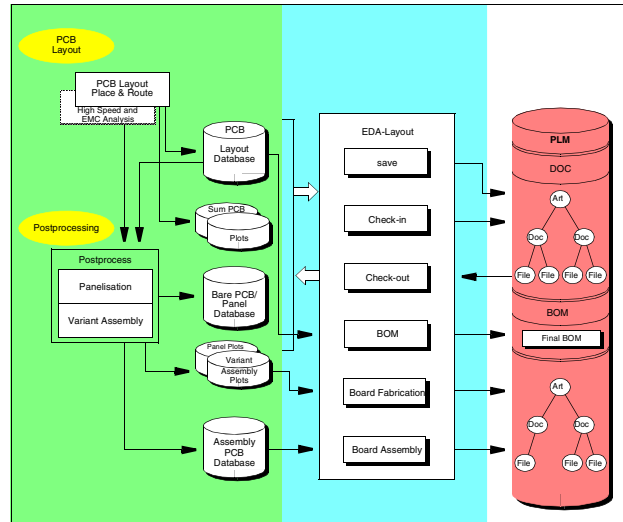 PCB
Layout
PCB Layout
Place & Route
High Speed and
EMC Analysis
PCB
Layout
Database
Sum PCB
Plots
Postprocessing
Postprocess
Panelisation
Variant Assembly
Bare PCB/
Panel
Database
Panel Plots
Variant
Assembly
Plots
Assembly
PCB
Database
EDA-Layout
save
Check-in
Check-out
BOM
Board Fabrication
Board Assembly
PLM
DOC
Art
Doc
Doc
File
File
File
File
BOM
Final BOM
Art
Doc
Doc
File
File
File